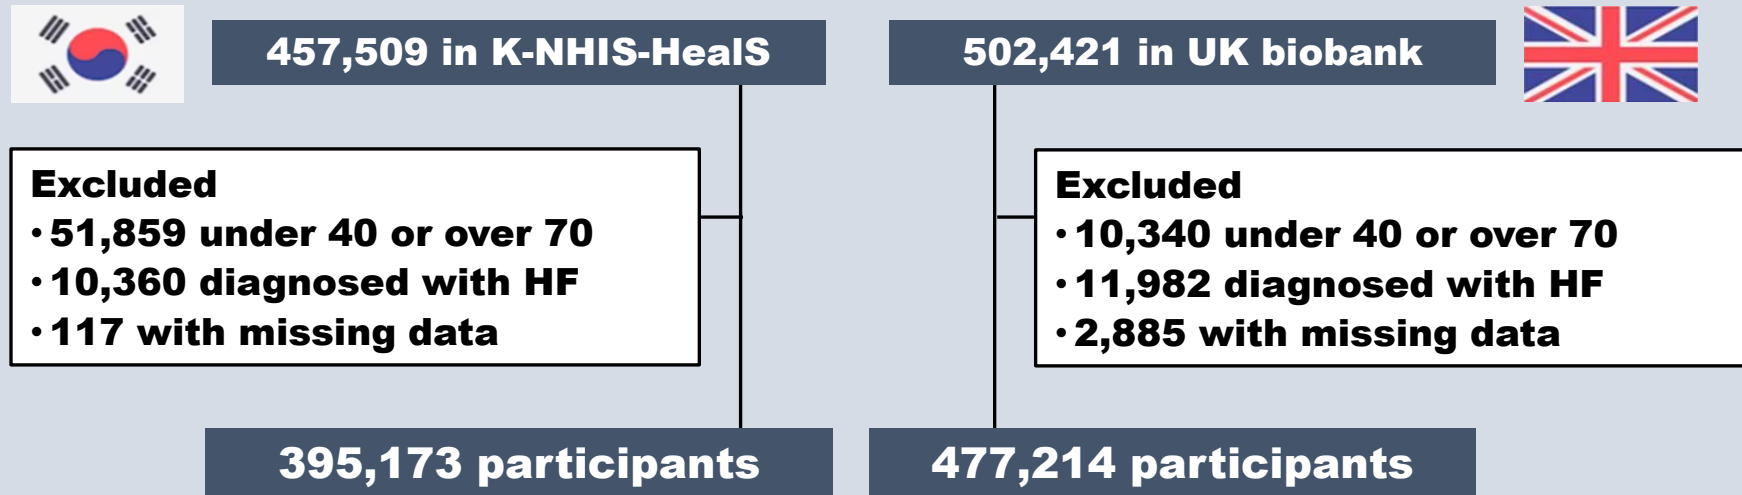 457,509 in K-NHIS-HealS
502,421 in UK biobank
Excluded
• 51,859 under 40 or over 70
• 10,360 diagnosed with HF
• 117 with missing data
Excluded
• 10,340 under 40 or over 70
• 11,982 diagnosed with HF
• 2,885 with missing data
395,173 participants
477,214 participants